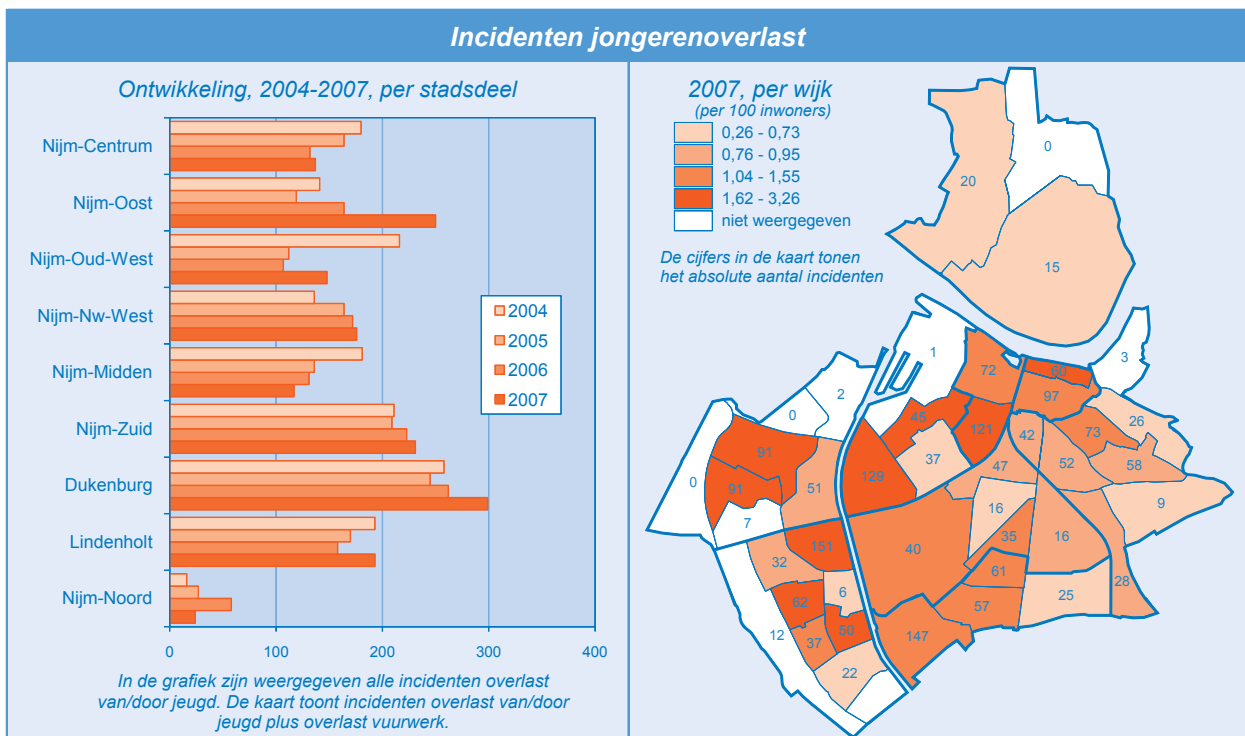 Incidenten jongerenoverlast
Ontwikkeling, 2004-2007, per stadsdeel
Nijm-Centrum
Nijm-Oost
Nijm-Oud-West
Nijm-Nw-West
Nijm-Midden
Nijm-Zuid
Dukenburg
Lindenholt
Nijm-Noord
2004
2005
2006
2007
0 100 200 300 400
In de grafiek zijn weergegeven alle incidenten overlast
van/door jeugd. De kaart toont incidenten overlast van/door
jeugd plus overlast vuurwerk.
2007, per wijk
(per 100 inwoners)
0,26 - 0,73
0,76 - 0,95
1,04 - 1,55
1,62 - 3,26
niet weergegeven
De cijfers in de kaart tonen
het absolute aantal incidenten
0
20
15
1
3
72
60
2
97
0
45
26
121
42
73
91
37
52
58
47
129
0
91
51
9
16
7
35
16
151
40
32
61
28
6
25
62
57
12
50
37
147
22